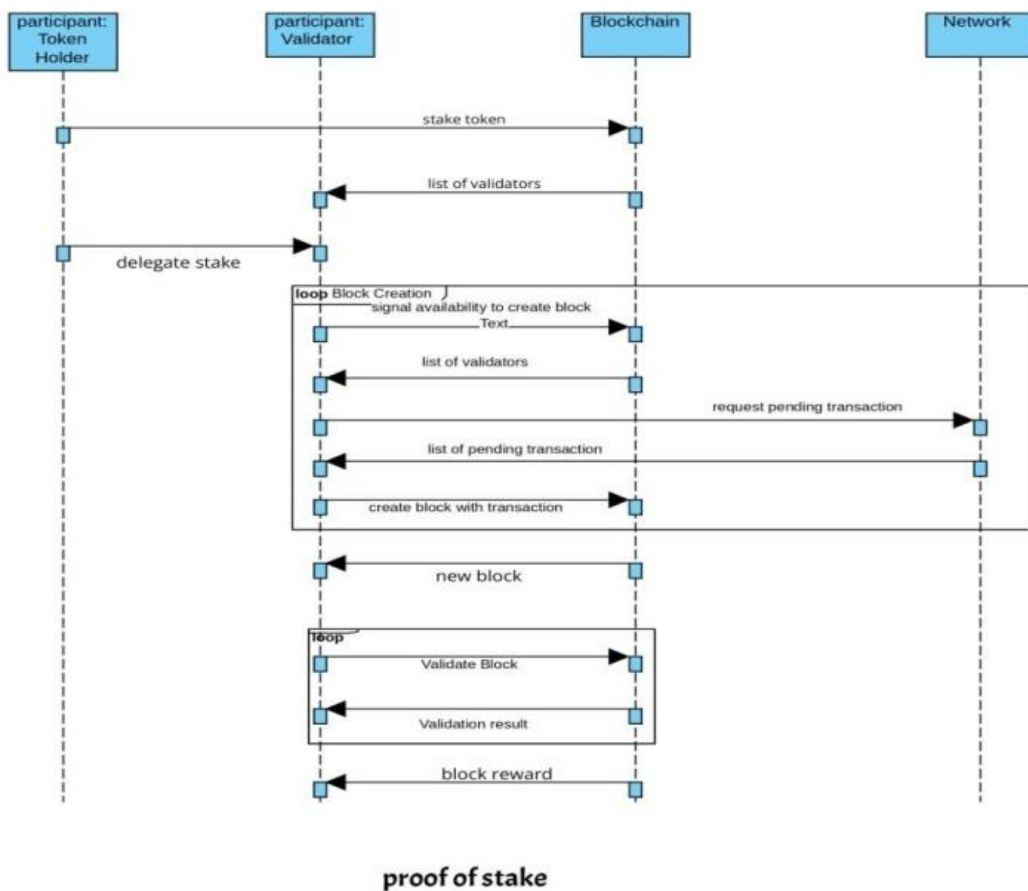 participant:
Token
Holder
participant:
Validator
Blockchain
Network
stake token
list of validators
delegate stake
loop Block Creation
signal availability to create block
Text
list of validators
request pending transaction
list of pending transaction
create block with transaction
new block
loop
Validate Block
Validation result
block reward
proof of stake